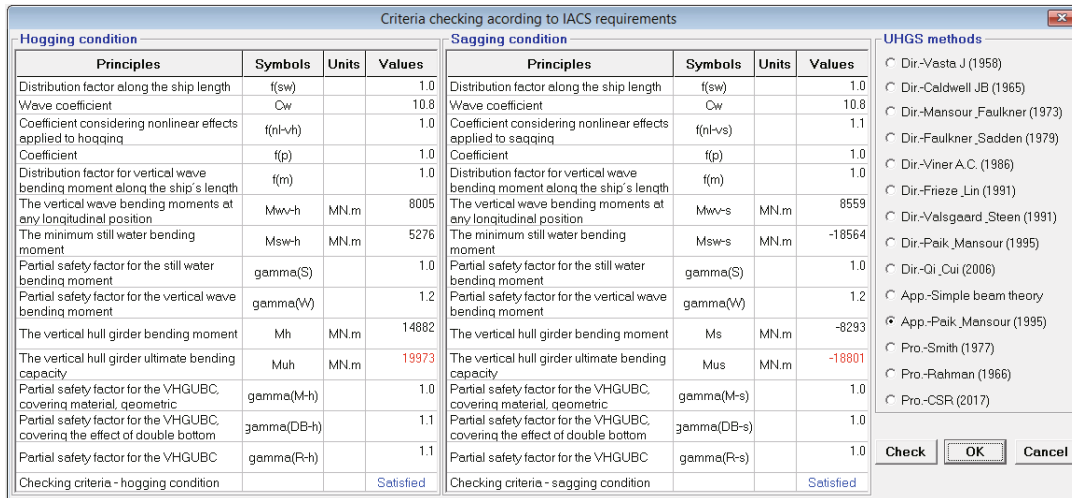 Criteria checking acording to IACS requirements
Hogging condition
Principles Symbols Units Values
Distribution factor along the ship length f(sw) 1.0
Wave coefficient Cw 10.8
Coefficient considering nonlinear effects
applied to hogging f(nl-vh) 1.0
Coefficient f(p) 1.0
Distribution factor for vertical wave
bending moment along the ship's length f(m) 1.0
The vertical wave bending moments at
any longitudinal position Mwv-h MN.m 8005
The minimum still water bending
moment Msw-h MN.m 5276
Partial safety factor for the still water
bending moment gamma(S) 1.0
Partial safety factor for the vertical wave
bending moment gamma(W) 1.2
The vertical hull girder bending moment Mh MN.m 14882
The vertical hull girder ultimate bending
capacity Muh MN.m 19973
Partial safety factor for the VHGUBC,
covering material, geometric gamma(M-h) 1.0
Partial safety factor for the VHGUBC,
covering the effect of double bottom gamma(DB-h) 1.1
Partial safety factor for the VHGUBC gamma(R-h) 1.1
Checking criteria - hogging condition Satisfied
Sagging condition
Principles Symbols Units Values
Distribution factor along the ship length f(sw) 1.0
Wave coefficient Cw 10.8
Coefficient considering nonlinear effects
applied to sagging f(nl-vs) 1.1
Coefficient f(p) 1.0
Distribution factor for vertical wave
bending moment along the ship's length f(m) 1.0
The vertical wave bending moments at
any longitudinal position Mwv-s MN.m 8559
The minimum still water bending
moment Msw-s MN.m -18564
Partial safety factor for the still water
bending moment gamma(S) 1.0
Partial safety factor for the vertical wave
bending moment gamma(W) 1.2
The vertical hull girder bending moment Ms MN.m -8293
The vertical hull girder ultimate bending
capacity Mus MN.m -18801
Partial safety factor for the VHGUBC,
covering material, geometric gamma(M-s) 1.0
Partial safety factor for the VHGUBC,
covering the effect of double bottom gamma(DB-s) 1.0
Partial safety factor for the VHGUBC gamma(R-s) 1.0
Checking criteria - sagging condition Satisfied
UHGS methods
Dir.-Vasta J (1958)
Dir.-Caldwell JB (1965)
Dir.-Mansour_Faulkner (1973)
Dir.-Faulkner_Sadden (1979)
Dir.-Viner A.C. (1986)
Dir.-Frieze_Lin (1991)
Dir.-Valsgaard_Steen (1991)
Dir.-Paik_Mansour (1995)
Dir.-Qi_Cui (2006)
App.-Simple beam theory
App.-Paik_Mansour (1995)
Pro.-Smith (1977)
Pro.-Rahman (1966)
Pro.-CSR (2017)
Check OK Cancel